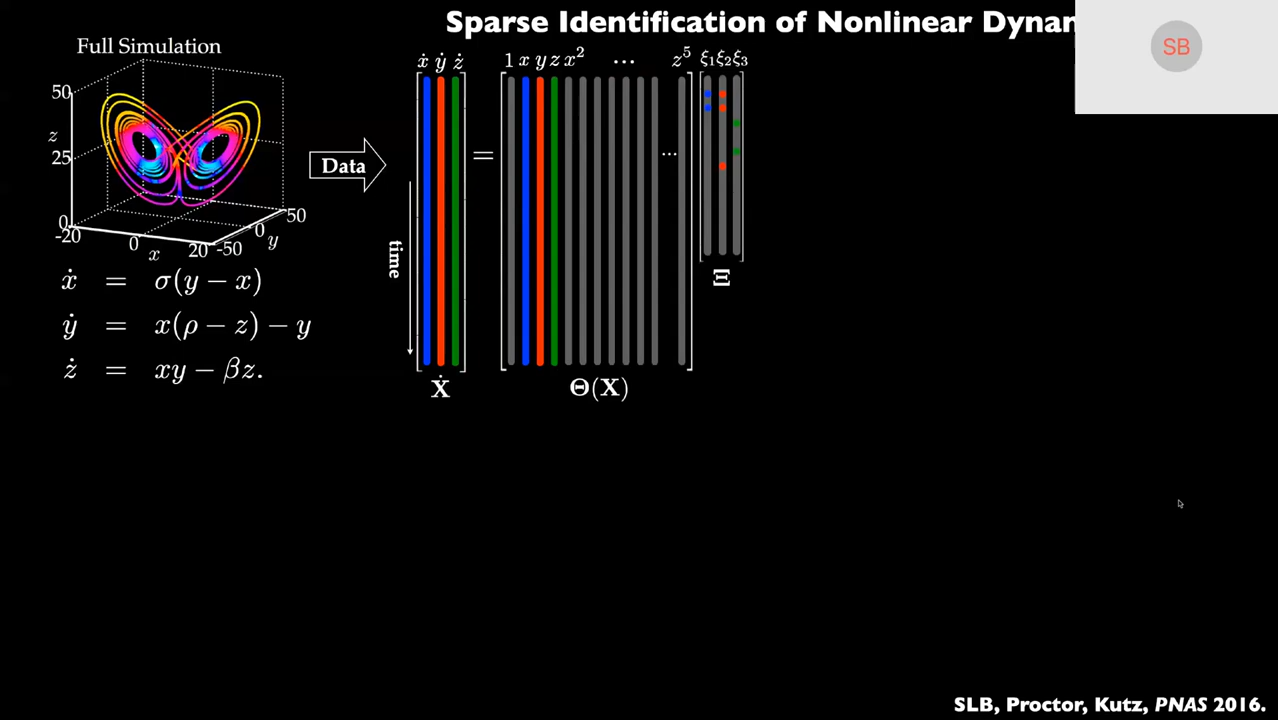 Sparse Identification of Nonlinear Dynam
SB
Full Simulation
50
25
0
z
-20
0
20
x
-50
0
50
y
Data
ẋ = σ(y − x)
ẏ = x(ρ − z) − y
ż = xy − βz.
time
ẋ ẏ ż
Ẋ
=
1 x y z x² ... z⁵
...
Θ(X)
ξ₁ξ₂ξ₃
Ξ
SLB, Proctor, Kutz, PNAS 2016.